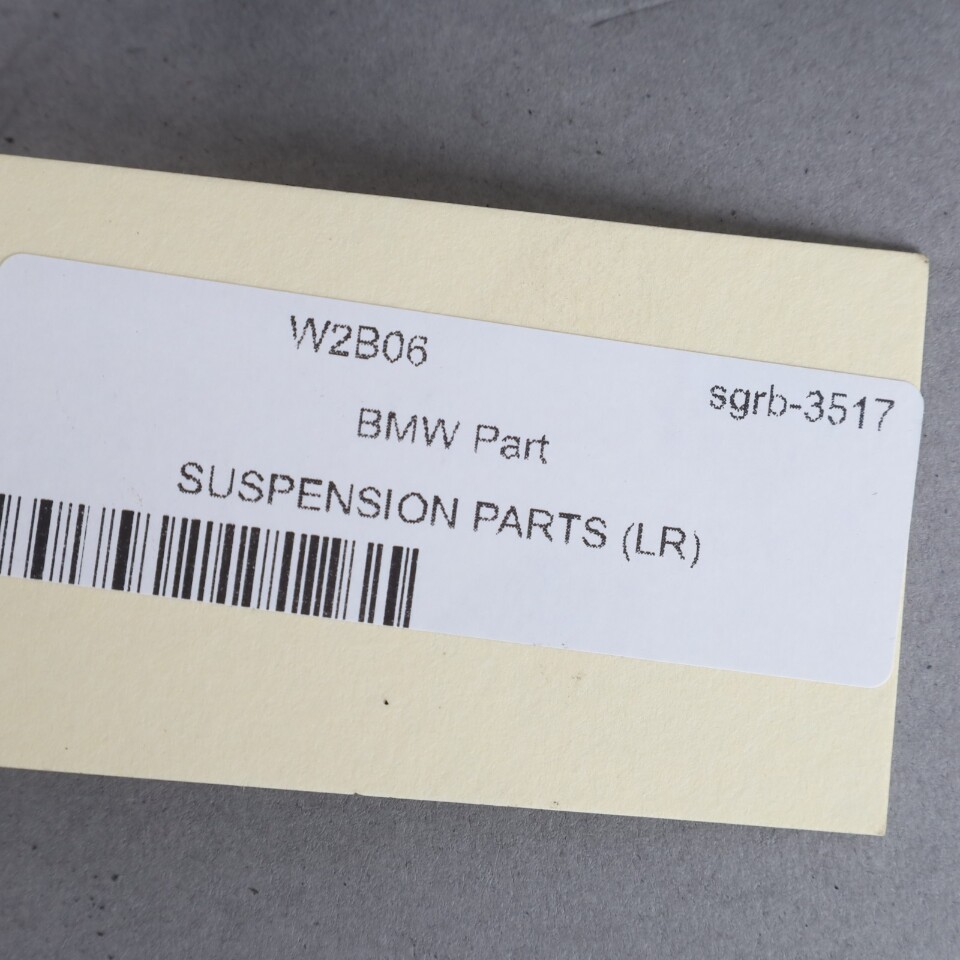 W2B06
sgrb-3517
BMW Part
SUSPENSION PARTS (LR)